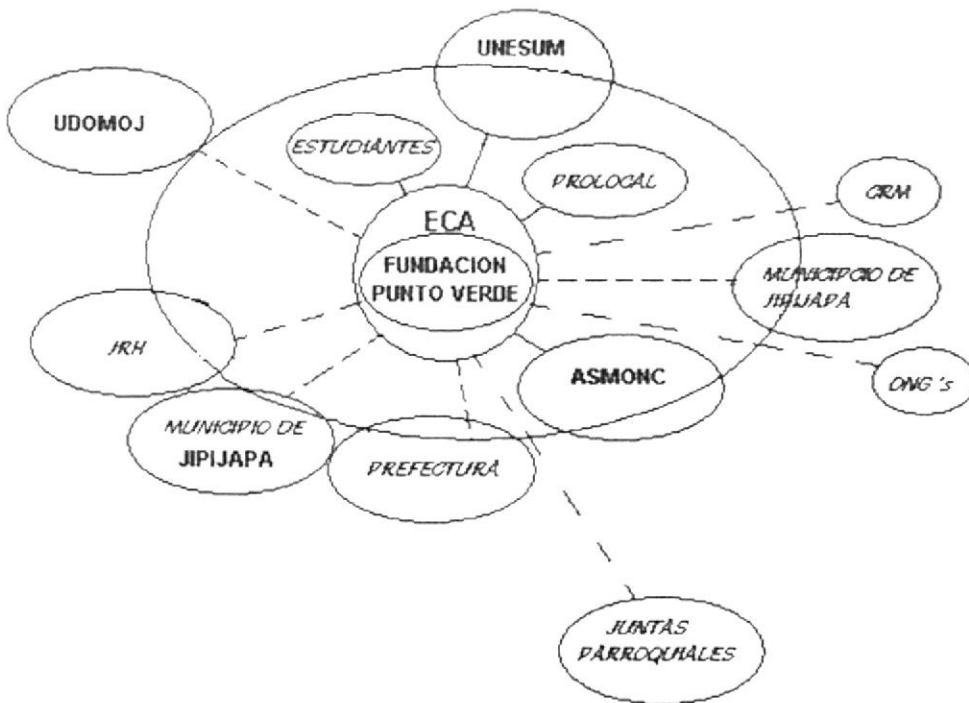 UNESUM
UDOMOJ
ESTUDIANTES
PROLOCAL
CRM
ECA
FUNDACION
PUNTO VERDE
MUNICIPCIO DE
JIPIJAPA
JRH
ASMONC
ONG 's
MUNICIPIO DE
JIPIJAPA
PREFECTURA
JUNTAS
PARROQUIALES